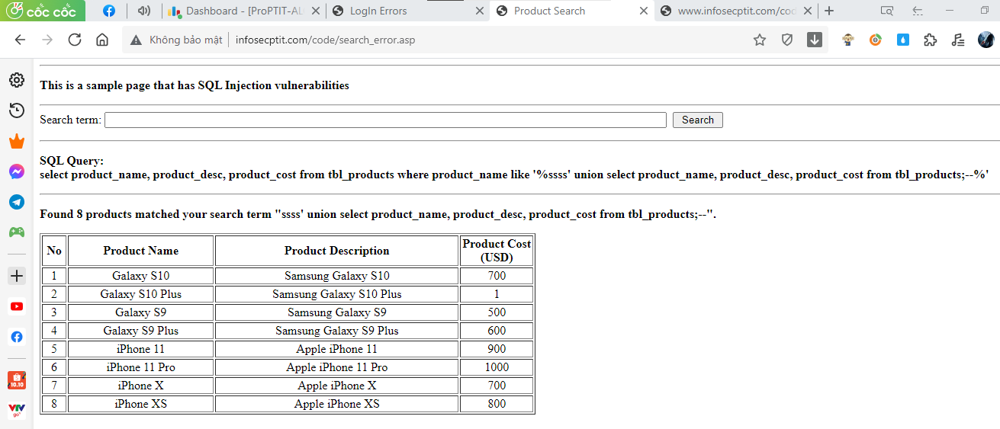 cốc cốc
Dashboard - [ProPTIT-AL
LogIn Errors
Product Search
www.infosecptit.com/cod
Không bảo mật
infosecptit.com/code/search_error.asp
This is a sample page that has SQL Injection vulnerabilities
Search term:
Search
SQL Query:
select product_name, product_desc, product_cost from tbl_products where product_name like '%ssss' union select product_name, product_desc, product_cost from tbl_products;--%'
Found 8 products matched your search term "ssss' union select product_name, product_desc, product_cost from tbl_products;--".
No Product Name Product Description Product Cost
(USD)
1 Galaxy S10 Samsung Galaxy S10 700
2 Galaxy S10 Plus Samsung Galaxy S10 Plus 1
3 Galaxy S9 Samsung Galaxy S9 500
4 Galaxy S9 Plus Samsung Galaxy S9 Plus 600
5 iPhone 11 Apple iPhone 11 900
6 iPhone 11 Pro Apple iPhone 11 Pro 1000
7 iPhone X Apple iPhone X 700
8 iPhone XS Apple iPhone XS 800
10.10
VTV
go